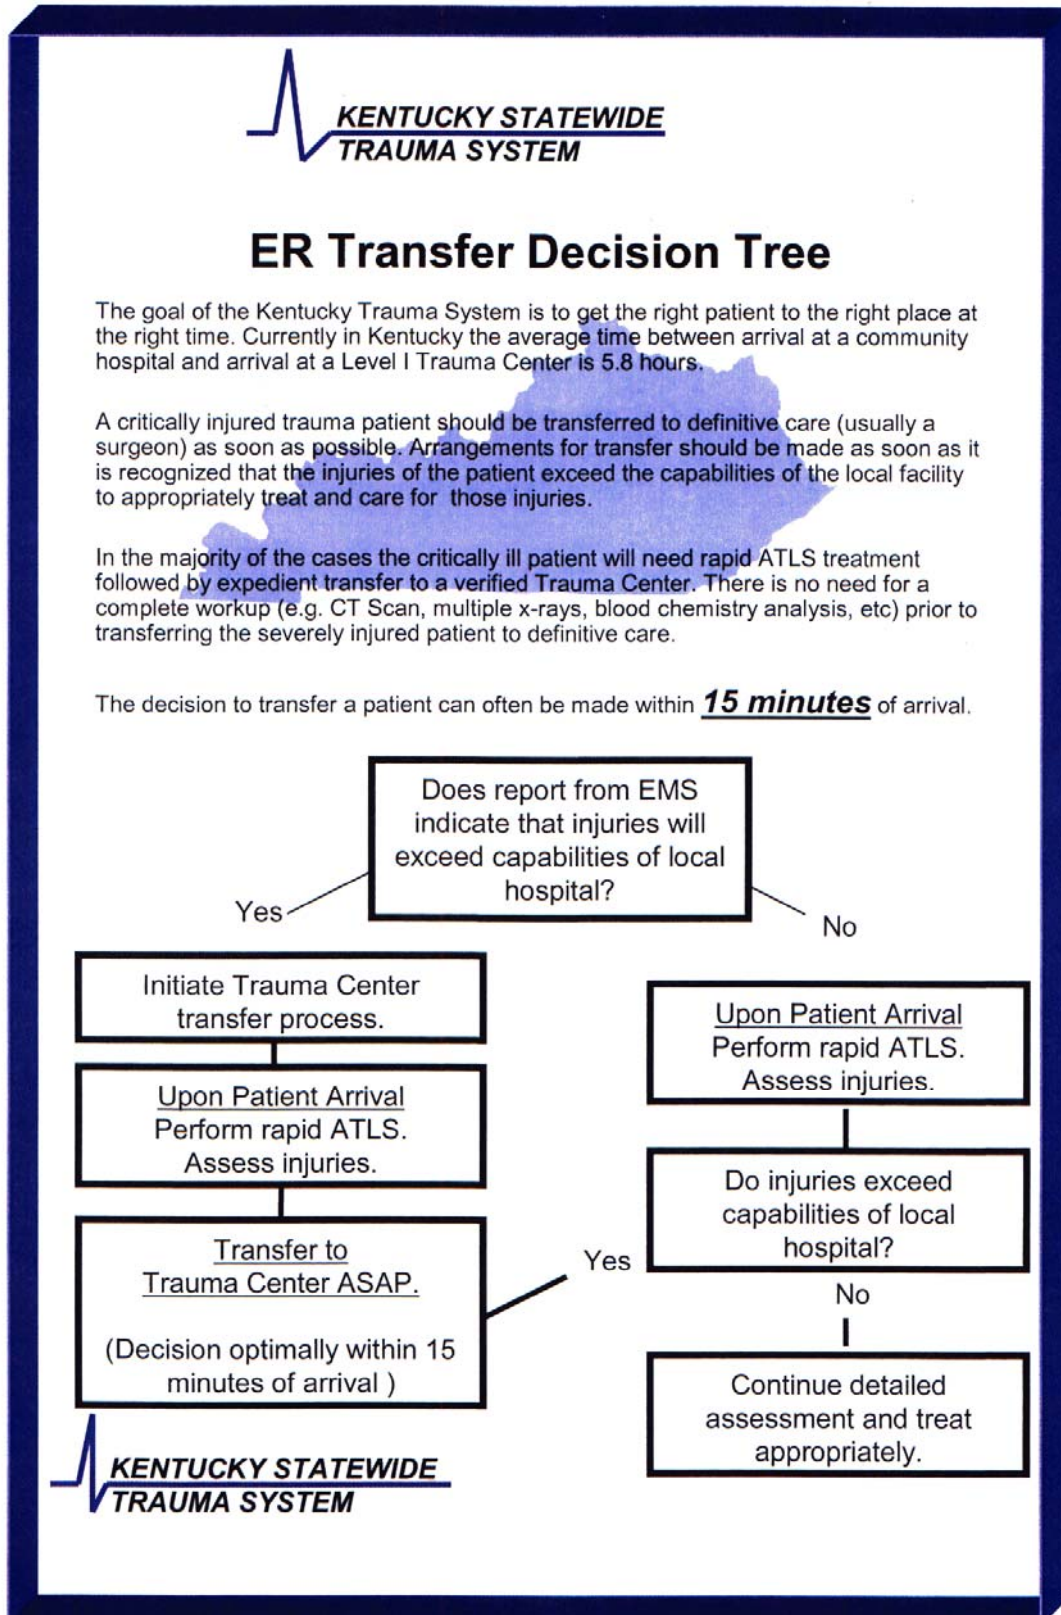 KENTUCKY STATEWIDE
TRAUMA SYSTEM
ER Transfer Decision Tree
The goal of the Kentucky Trauma System is to get the right patient to the right place at
the right time. Currently in Kentucky the average time between arrival at a community
hospital and arrival at a Level I Trauma Center is 5.8 hours.
A critically injured trauma patient should be transferred to definitive care (usually a
surgeon) as soon as possible. Arrangements for transfer should be made as soon as it
is recognized that the injuries of the patient exceed the capabilities of the local facility
to appropriately treat and care for those injuries.
In the majority of the cases the critically ill patient will need rapid ATLS treatment
followed by expedient transfer to a verified Trauma Center. There is no need for a
complete workup (e.g. CT Scan, multiple x-rays, blood chemistry analysis, etc) prior to
transferring the severely injured patient to definitive care.
The decision to transfer a patient can often be made within 15 minutes of arrival.
Does report from EMS
indicate that injuries will
exceed capabilities of local
hospital?
Yes
No
Initiate Trauma Center
transfer process.
Upon Patient Arrival
Perform rapid ATLS.
Assess injuries.
Transfer to
Trauma Center ASAP.
(Decision optimally within 15
minutes of arrival )
Upon Patient Arrival
Perform rapid ATLS.
Assess injuries.
Do injuries exceed
capabilities of local
hospital?
Yes
No
Continue detailed
assessment and treat
appropriately.
KENTUCKY STATEWIDE
TRAUMA SYSTEM